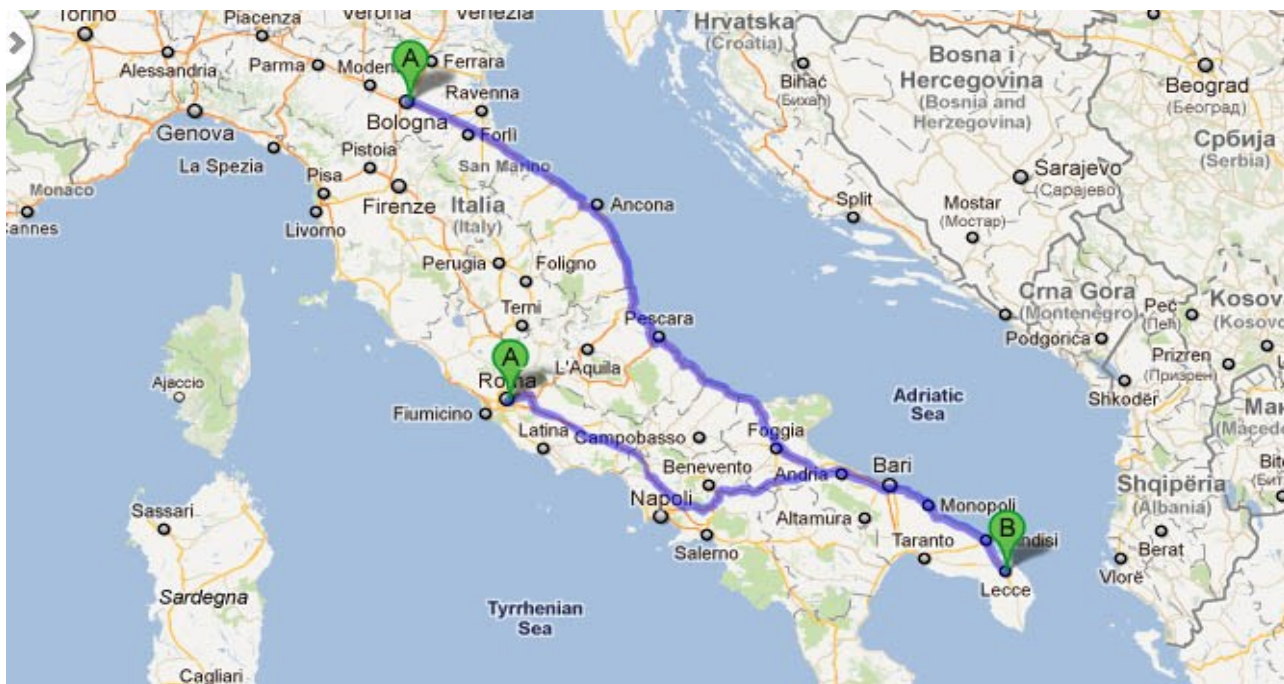 Torino
Piacenza
Verona
Venezia
Alessandria
Parma
Modena
Ferrara
A
Bologna
Ravenna
Genova
Forlì
La Spezia
Pistoia
San Marino
Monaco
Pisa
Firenze
Italia
(Italy)
Cannes
Livorno
Ancona
Perugia
Foligno
Terni
Pescara
A
Roma
L'Aquila
Ajaccio
Fiumicino
Latina
Campobasso
Foggia
Benevento
Andria
Bari
Napoli
Monopoli
Altamura
B
Salerno
Taranto
Lecce
Sassari
Sardegna
Cagliari
Tyrrhenian
Sea
Adriatic
Sea
Hrvatska
(Croatia)
Bosna i
Hercegovina
(Bosnia and
Herzegovina)
Bihać
(Бихаћ)
Beograd
(Београд)
Србија
(Serbia)
Sarajevo
(Сарајево)
Split
Mostar
(Мостар)
Crna Gora
(Montenegro)
Podgorica
Peć
(Пећ)
Kosovo
Prizren
(Призрен)
Shkodër
Shqipëria
(Albania)
Berat
Vlorë